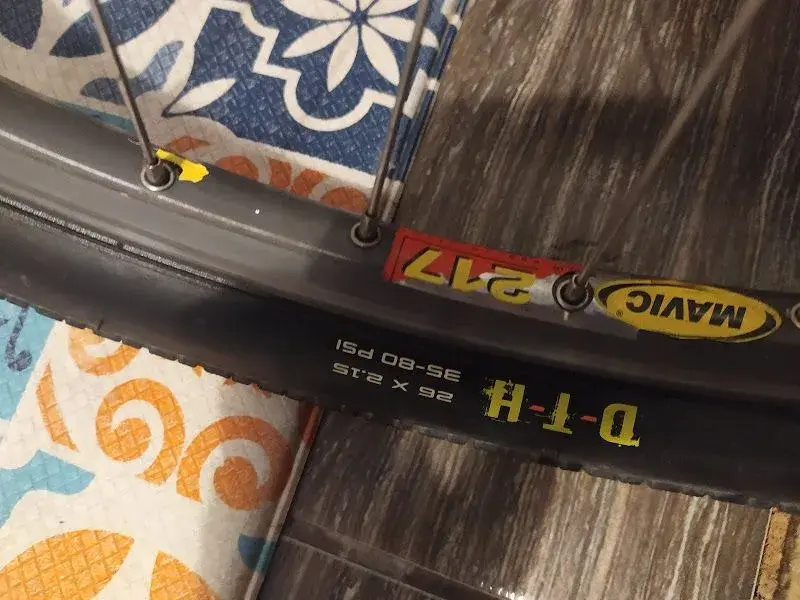 MAVIC®
217
D-T-H
26 X 2.15
35-80 PSI